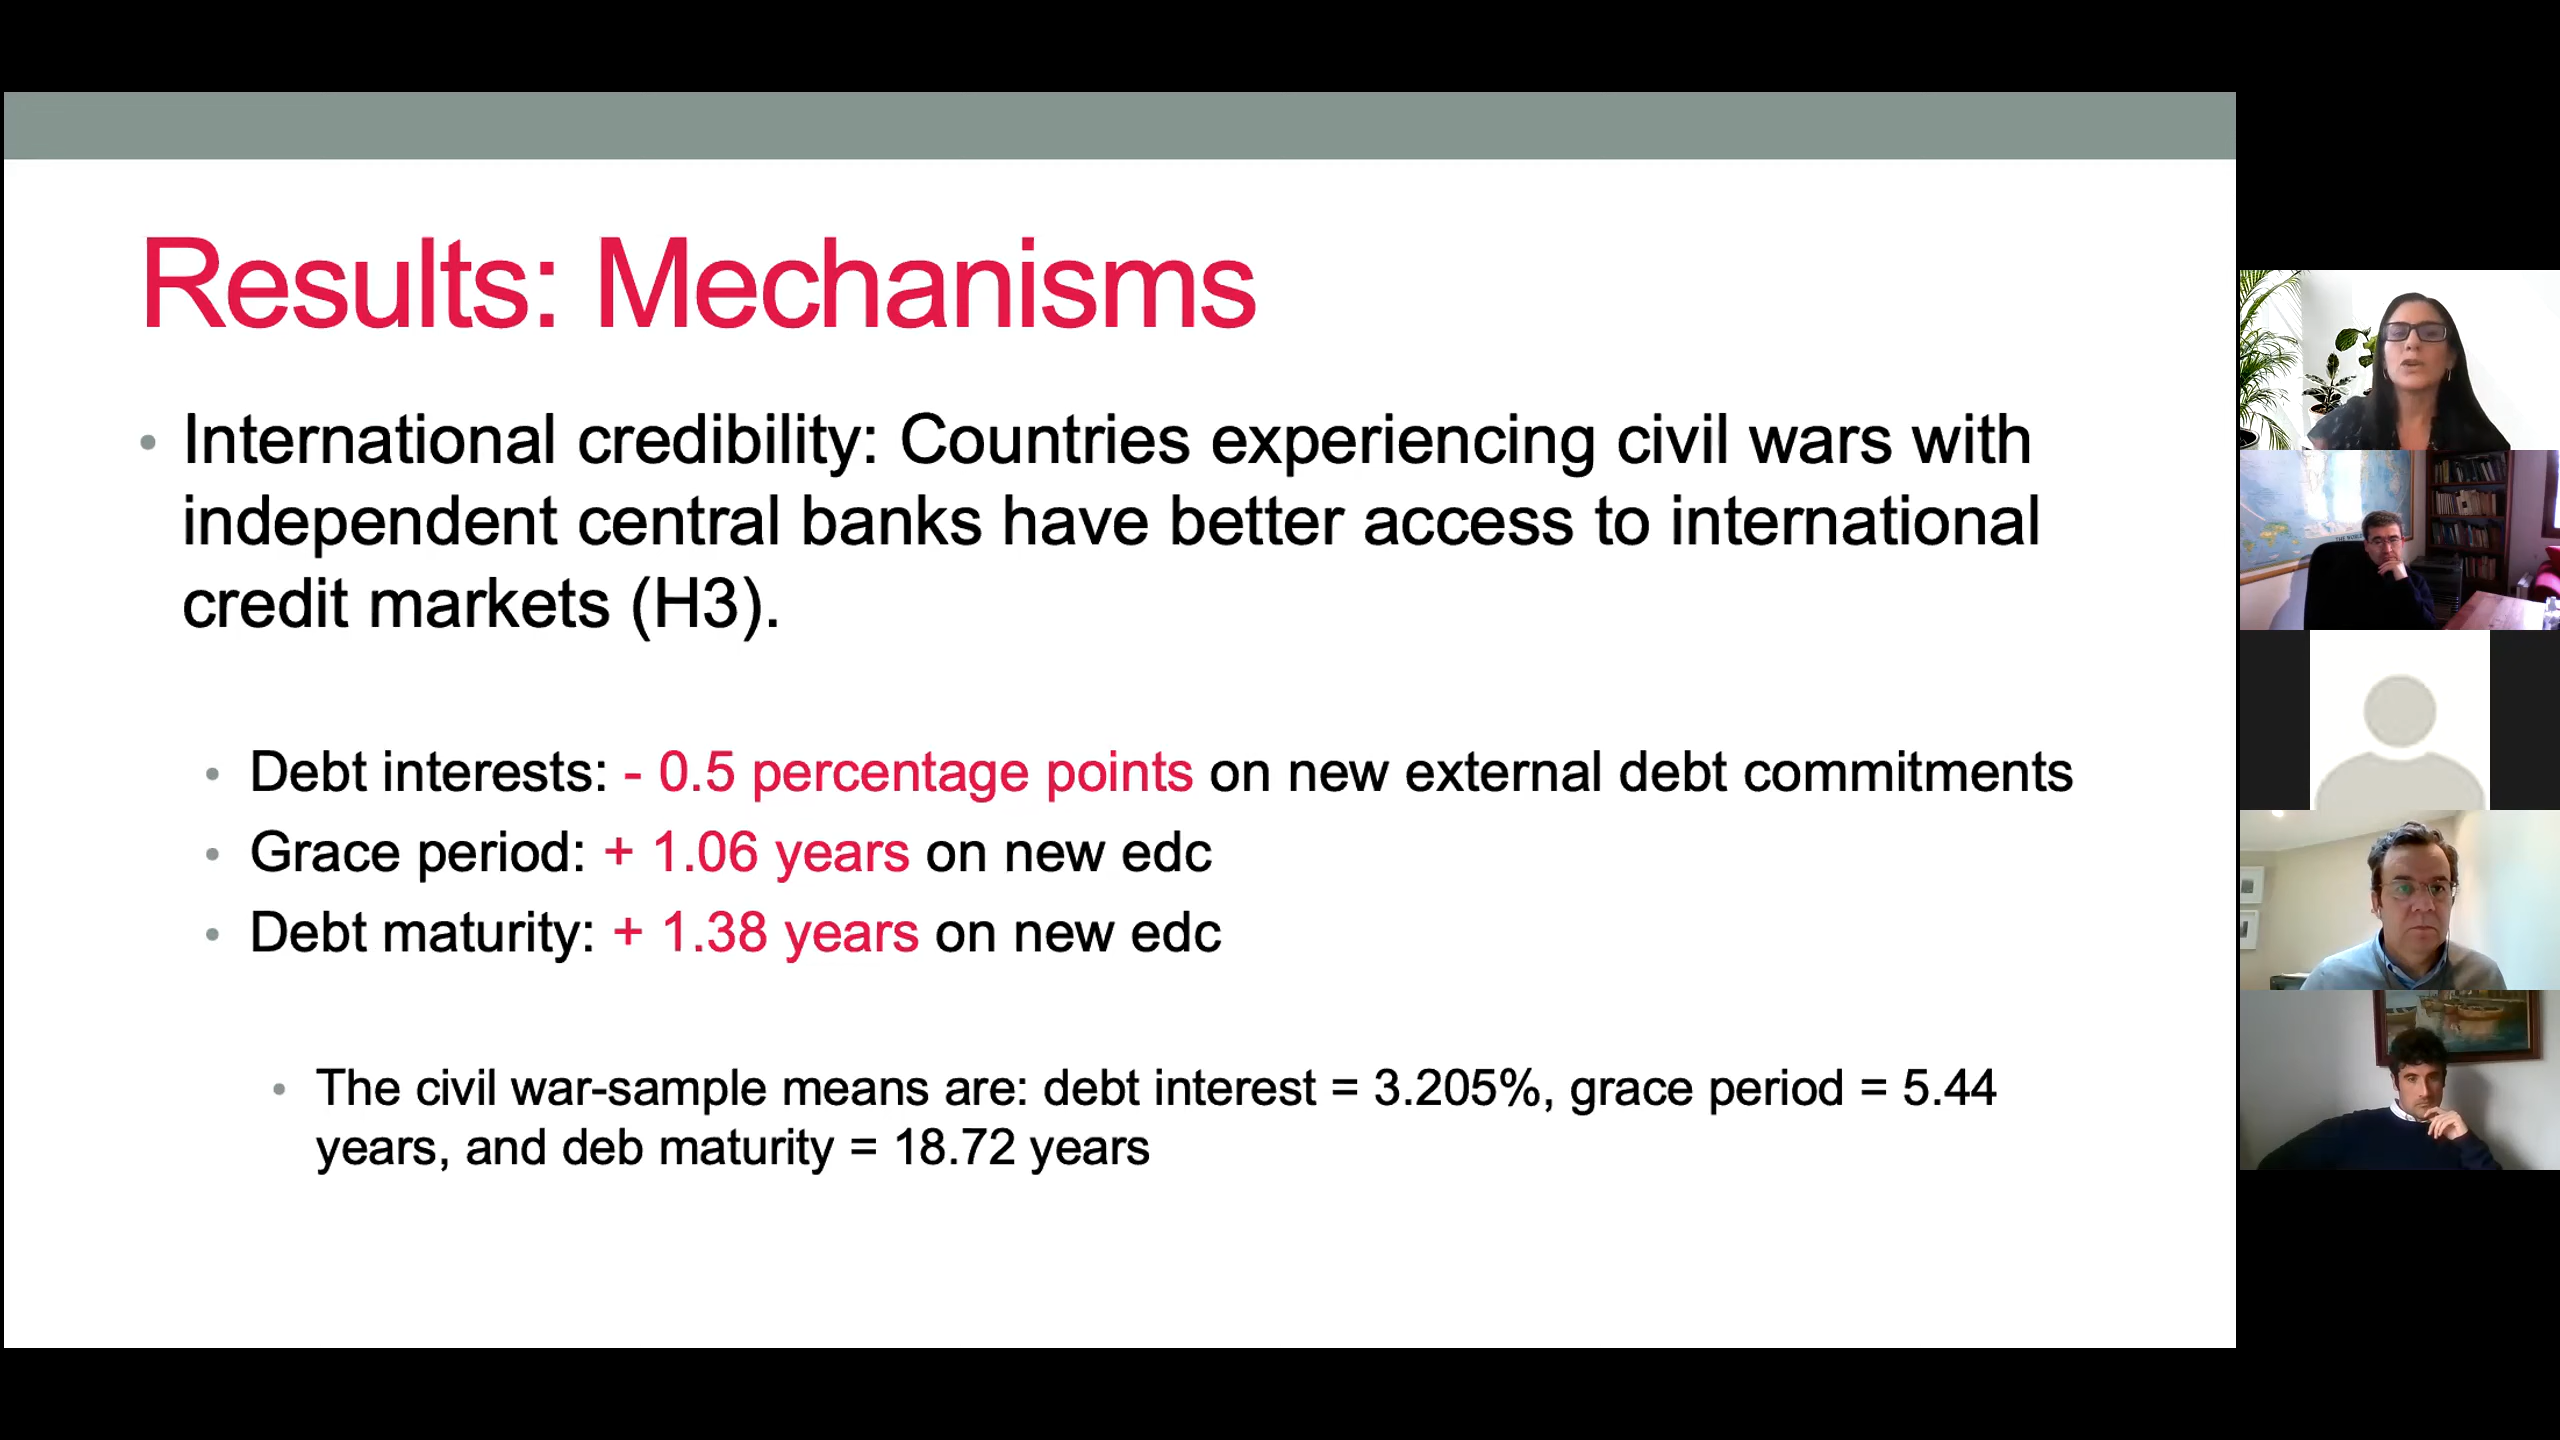 Results: Mechanisms
• International credibility: Countries experiencing civil wars with
independent central banks have better access to international
credit markets (H3).
• Debt interests: - 0.5 percentage points on new external debt commitments
• Grace period: + 1.06 years on new edc
• Debt maturity: + 1.38 years on new edc
• The civil war-sample means are: debt interest = 3.205%, grace period = 5.44
years, and deb maturity = 18.72 years